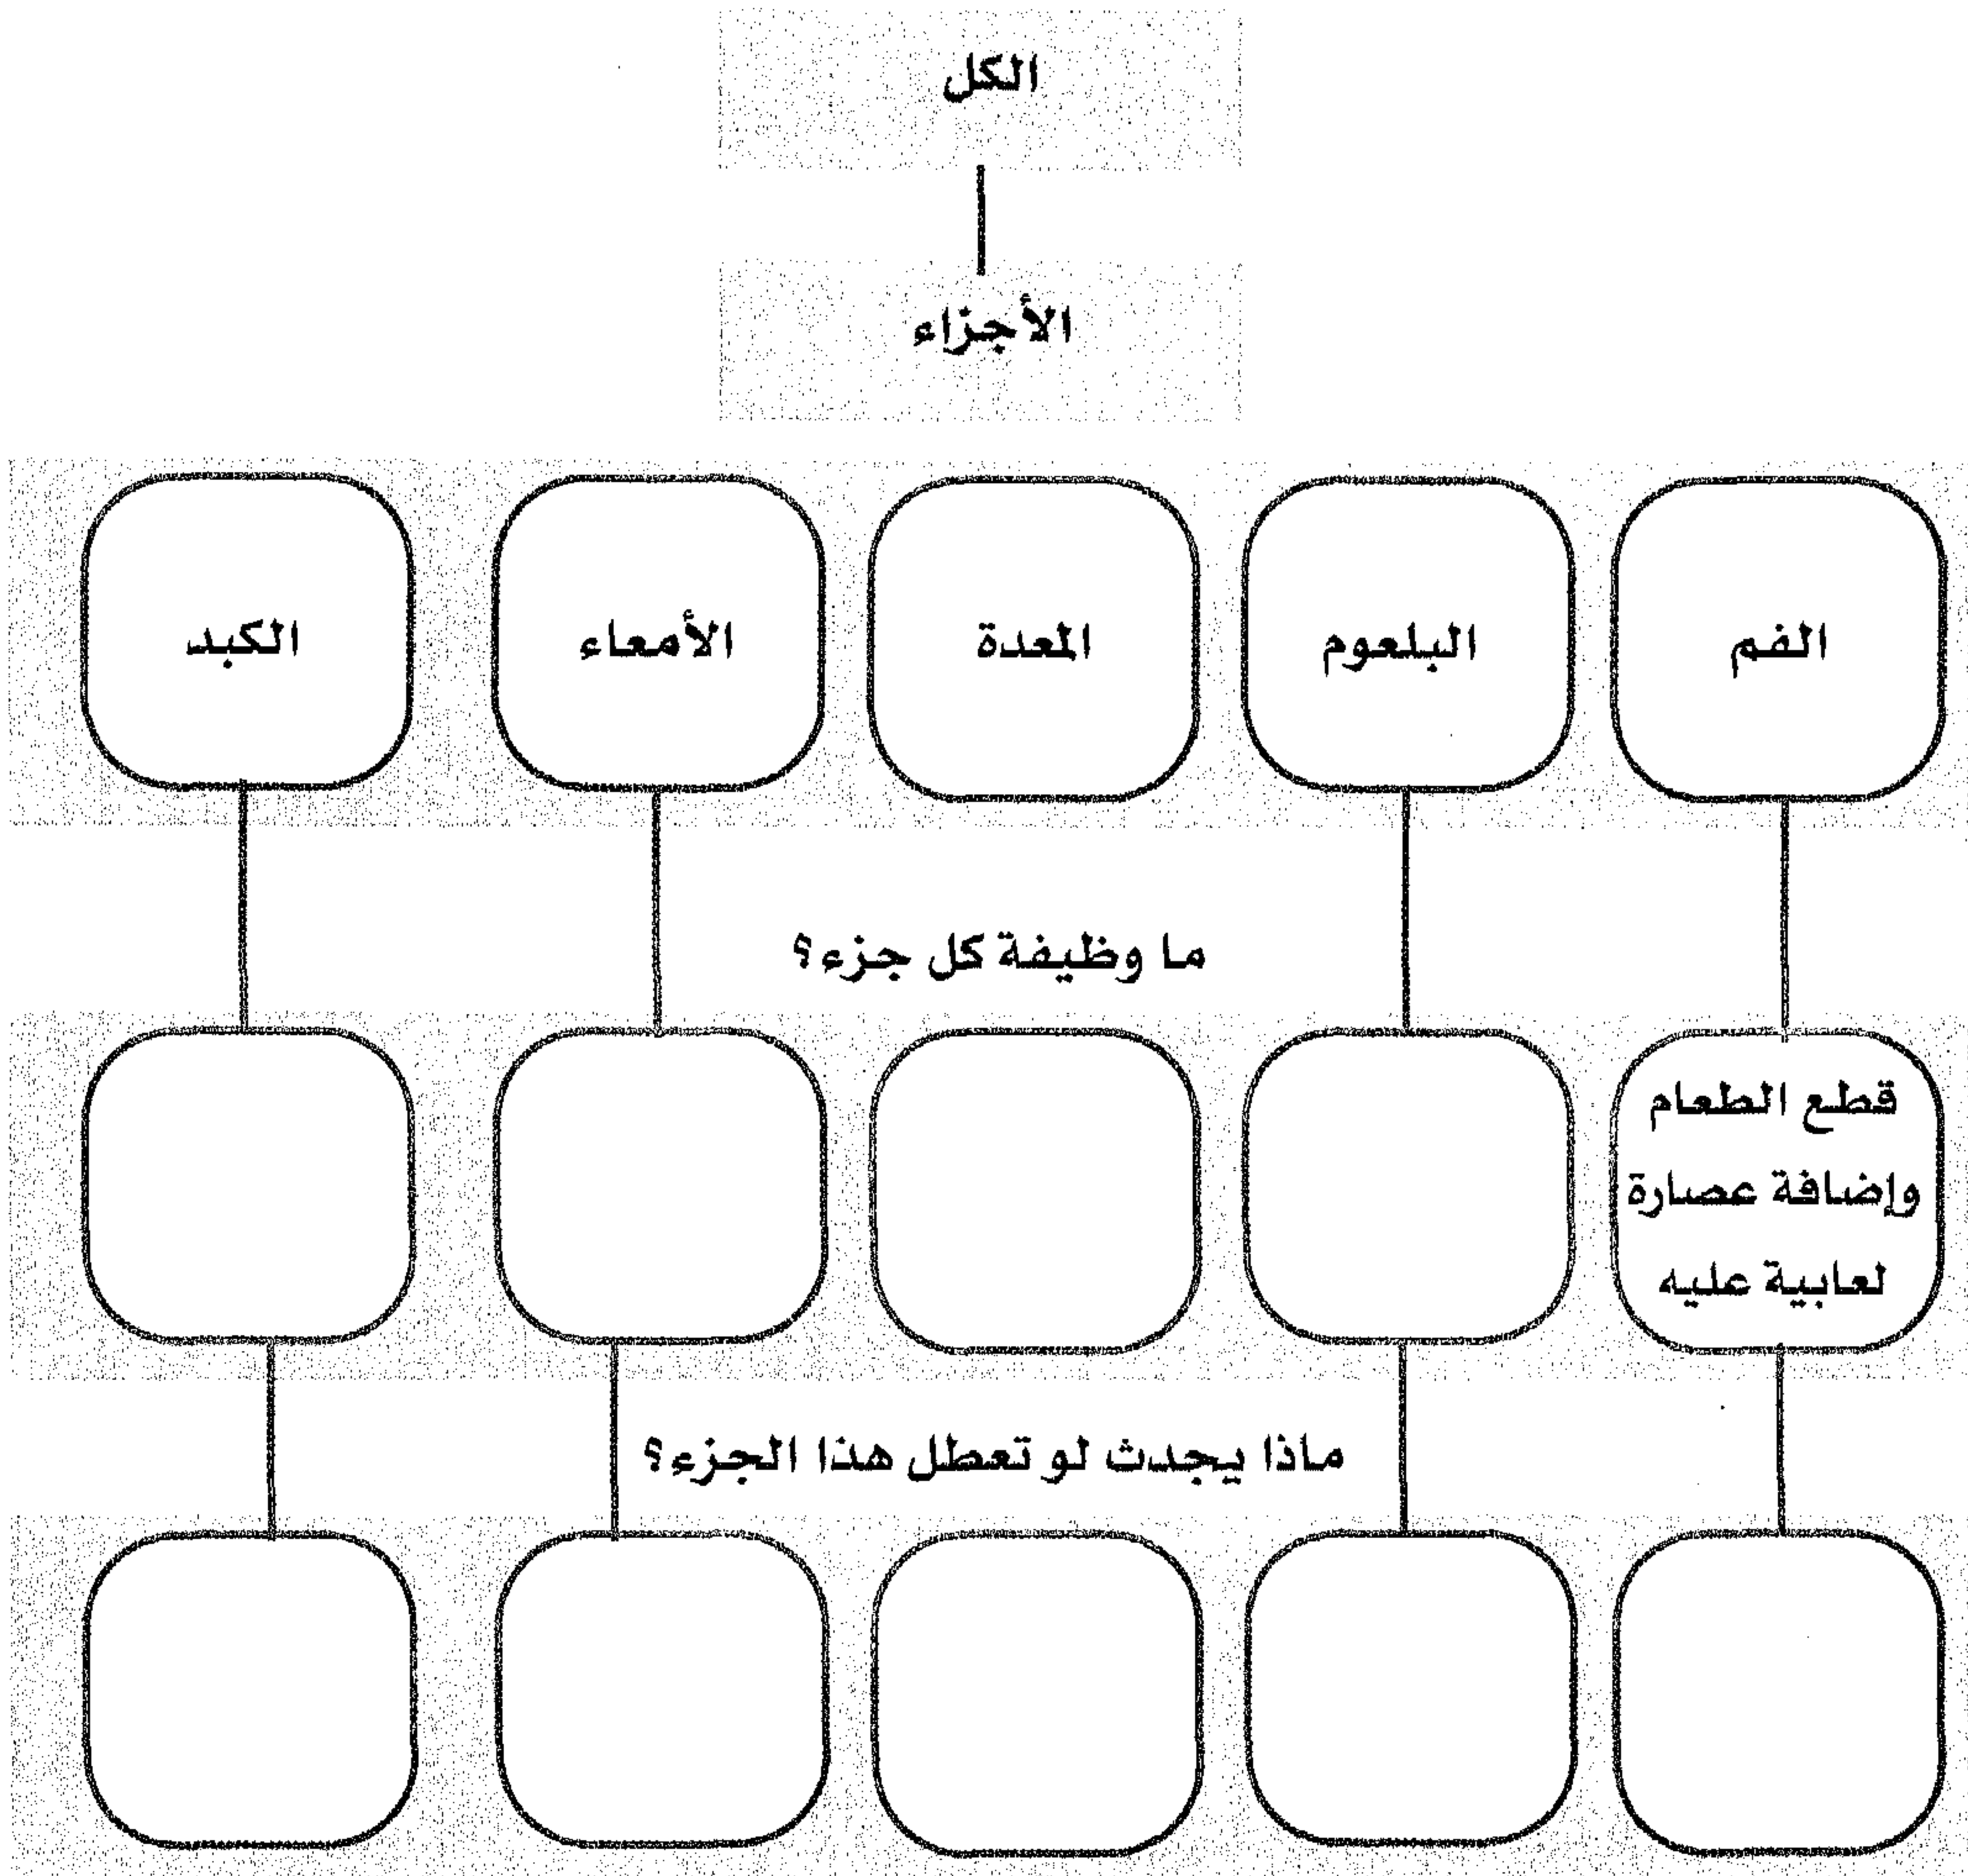 الكل
الأجزاء
الفم
البلعوم
المعدة
الأمعاء
الكبد
ما وظيفة كل جزء؟
قطع الطعام
وإضافة عصارة
لعابية عليه
ماذا يجدث لو تعطل هذا الجزء؟